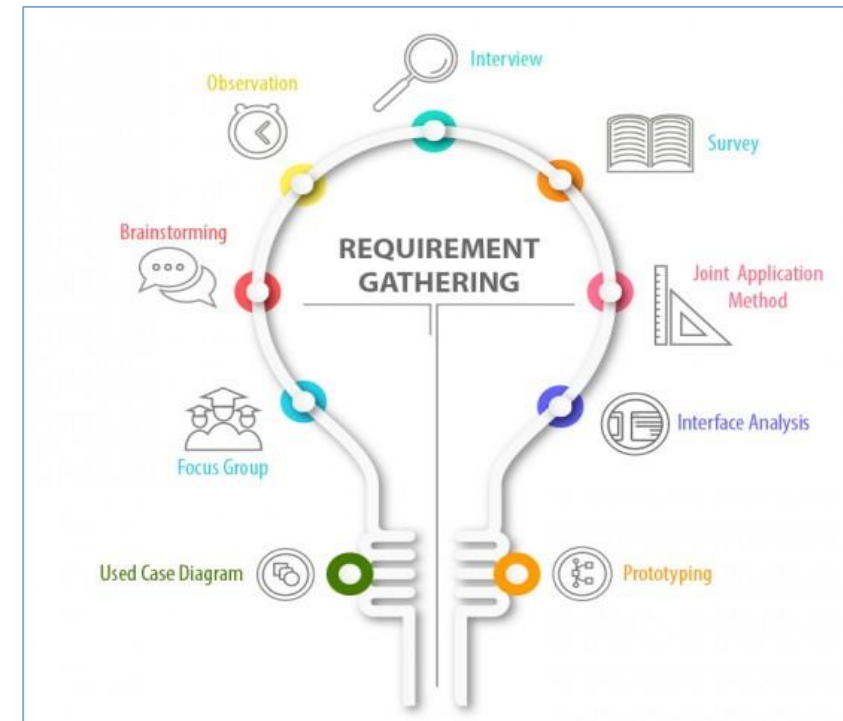 Interview
Observation
Survey
Brainstorming
REQUIREMENT
GATHERING
Joint Application
Method
Interface Analysis
Focus Group
Used Case Diagram
Prototyping